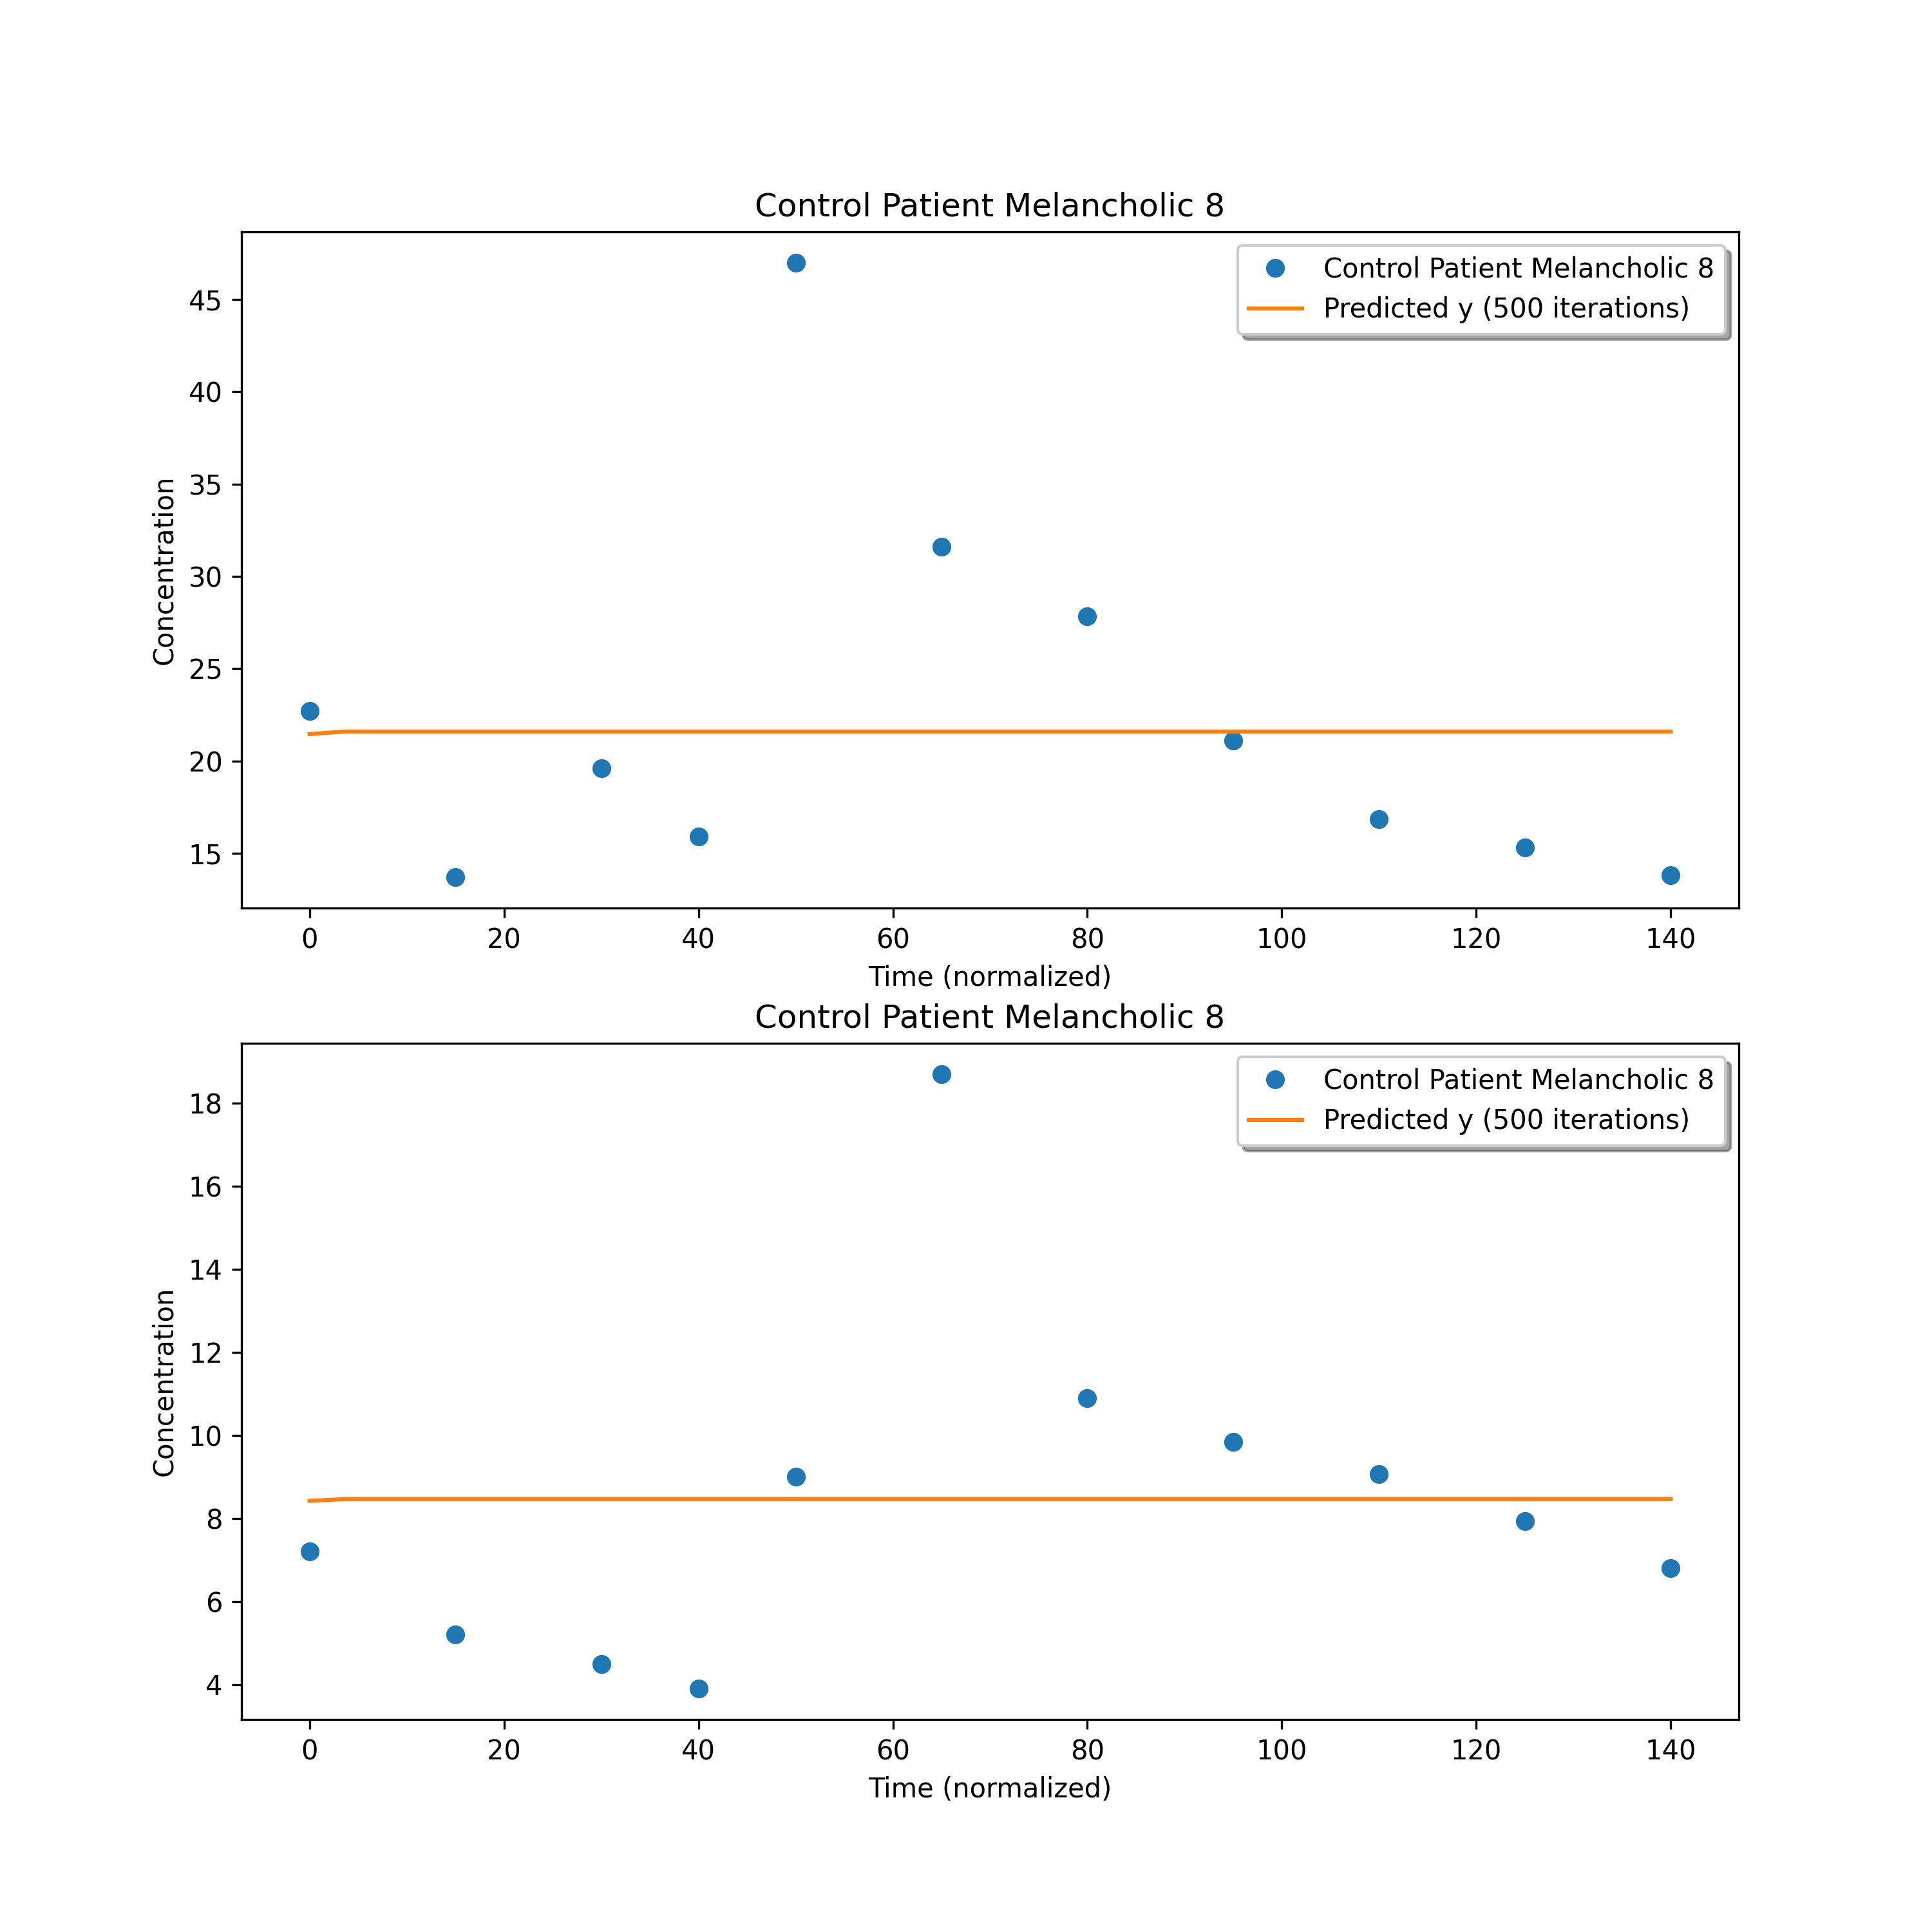 Control Patient Melancholic 8
Control Patient Melancholic 8
Predicted y (500 iterations)
45
40
35
30
25
20
15
Concentration
0 20 40 60 80 100 120 140
Time (normalized)
Control Patient Melancholic 8
Control Patient Melancholic 8
Predicted y (500 iterations)
18
16
14
12
10
8
6
4
Concentration
0 20 40 60 80 100 120 140
Time (normalized)